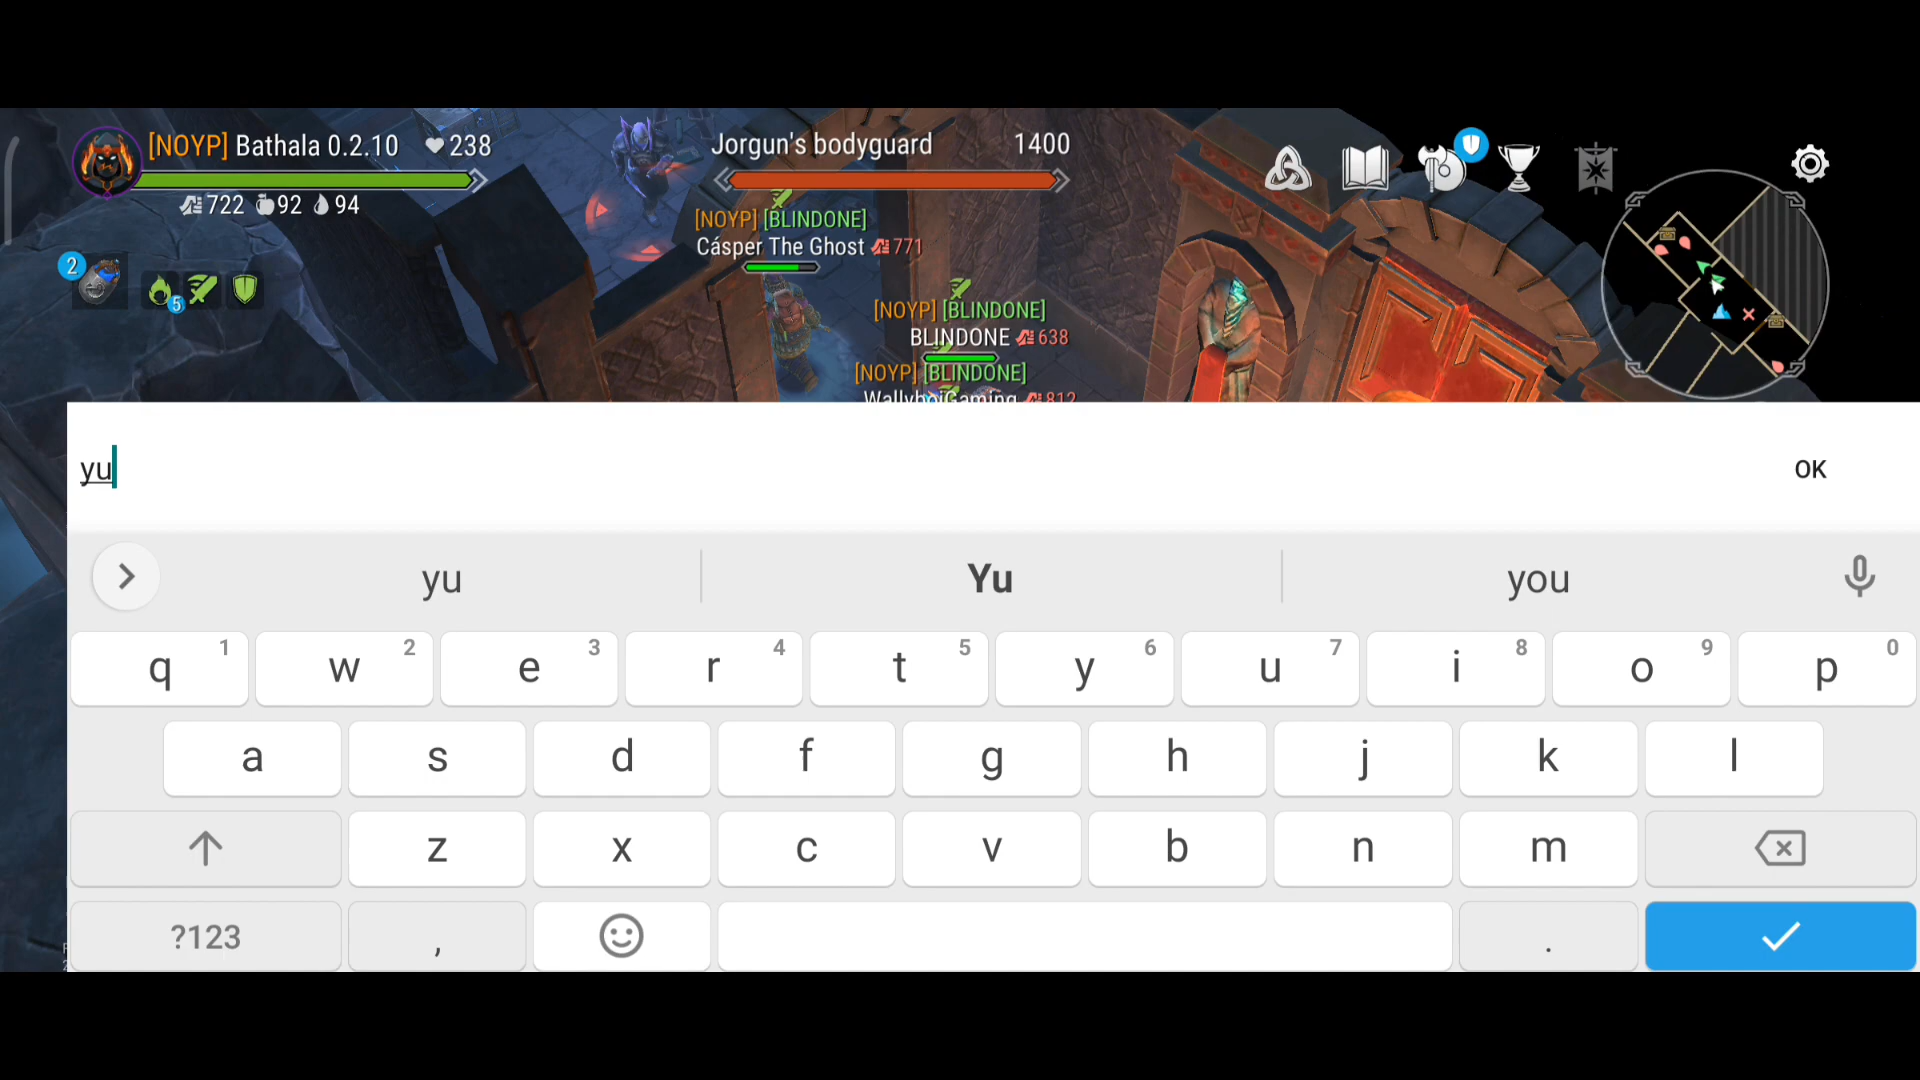 [NOYP] Bathala 0.2.10 238
722 92 94
2
5
Jorgun's bodyguard 1400
[NOYP] [BLINDONE]
Cásper The Ghost 771
[NOYP] [BLINDONE]
BLINDONE 638
[NOYP] [BLINDONE]
WallyboiGaming 812
yu OK
yu Yu you
q 1 w 2 e 3 r 4 t 5 y 6 u 7 i 8 o 9 p 0
a s d f g h j k l
z x c v b n m
?123 , .